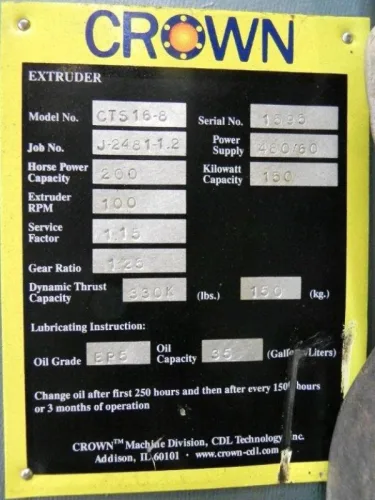 CROWN
EXTRUDER
Model No. CTS16-8 Serial No. 1635
Job No. J-2481-1.2 Power Supply 460/60
Horse Power Capacity 200 Kilowatt Capacity 150
Extruder RPM 100
Service Factor 1.15
Gear Ratio 1:25
Dynamic Thrust Capacity 330K (lbs.) 150 (kg.)
Lubricating Instruction:
Oil Grade EP5 Oil Capacity 35 (Gallons/Liters)
Change oil after first 250 hours and then after every 1500 hours
or 3 months of operation
CROWN™ Machine Division, CDL Technology Inc.
Addison, IL 60101 · www.crown-cdl.com